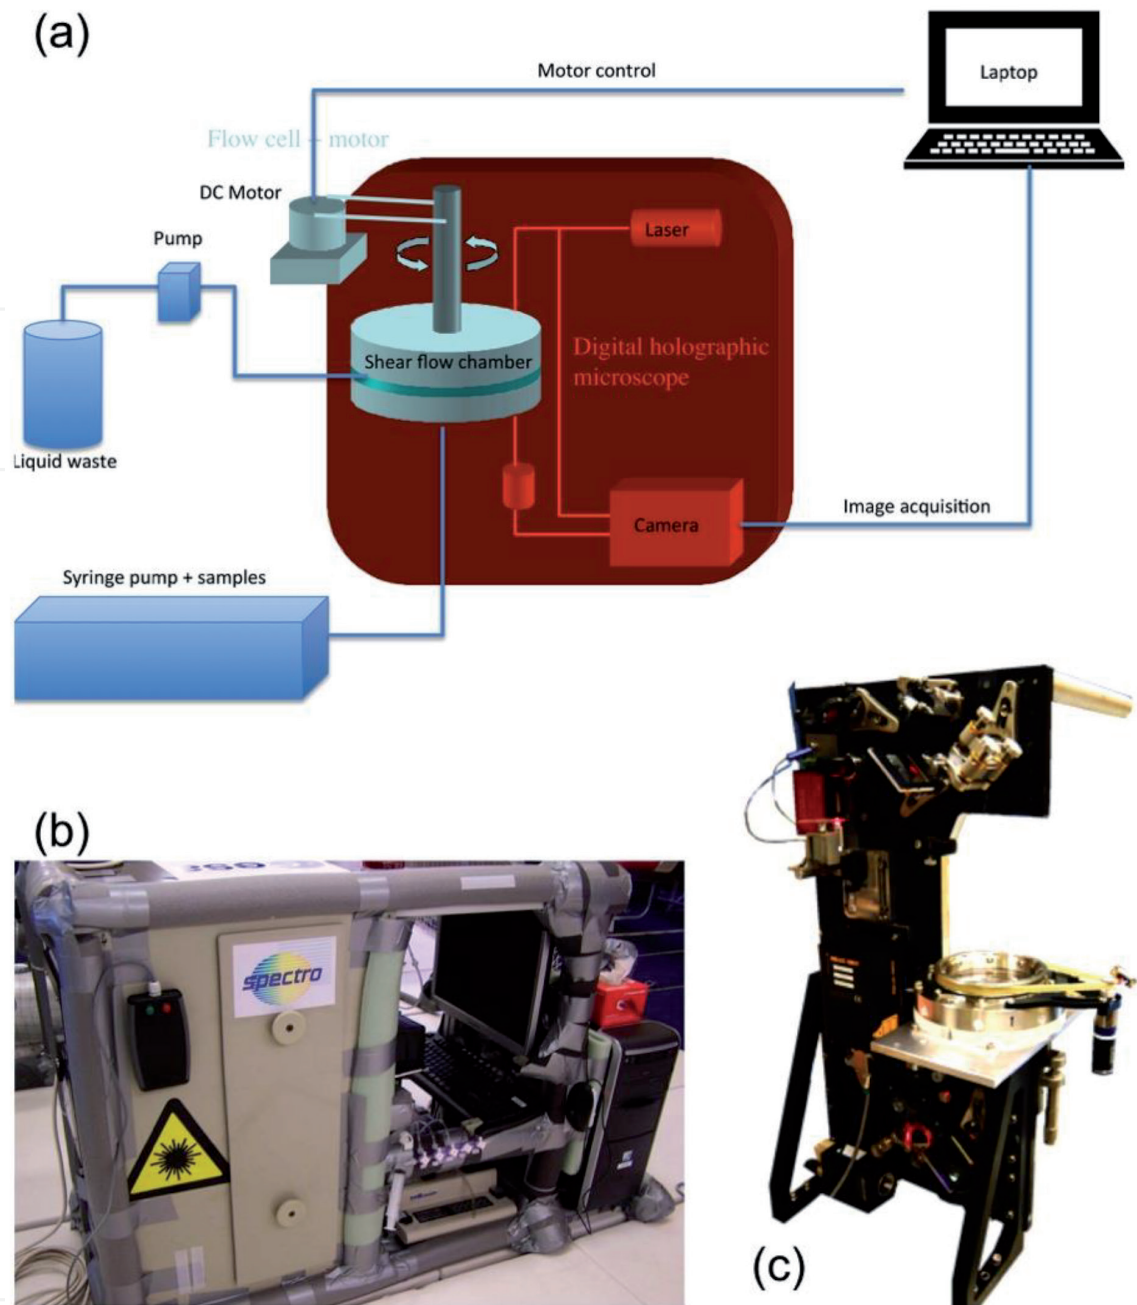 (a)
Motor control
Laptop
Flow cell + motor
DC Motor
Laser
Pump
Shear flow chamber
Digital holographic
microscope
Liquid waste
Camera
Image acquisition
Syringe pump + samples
(b)
spectro
(c)